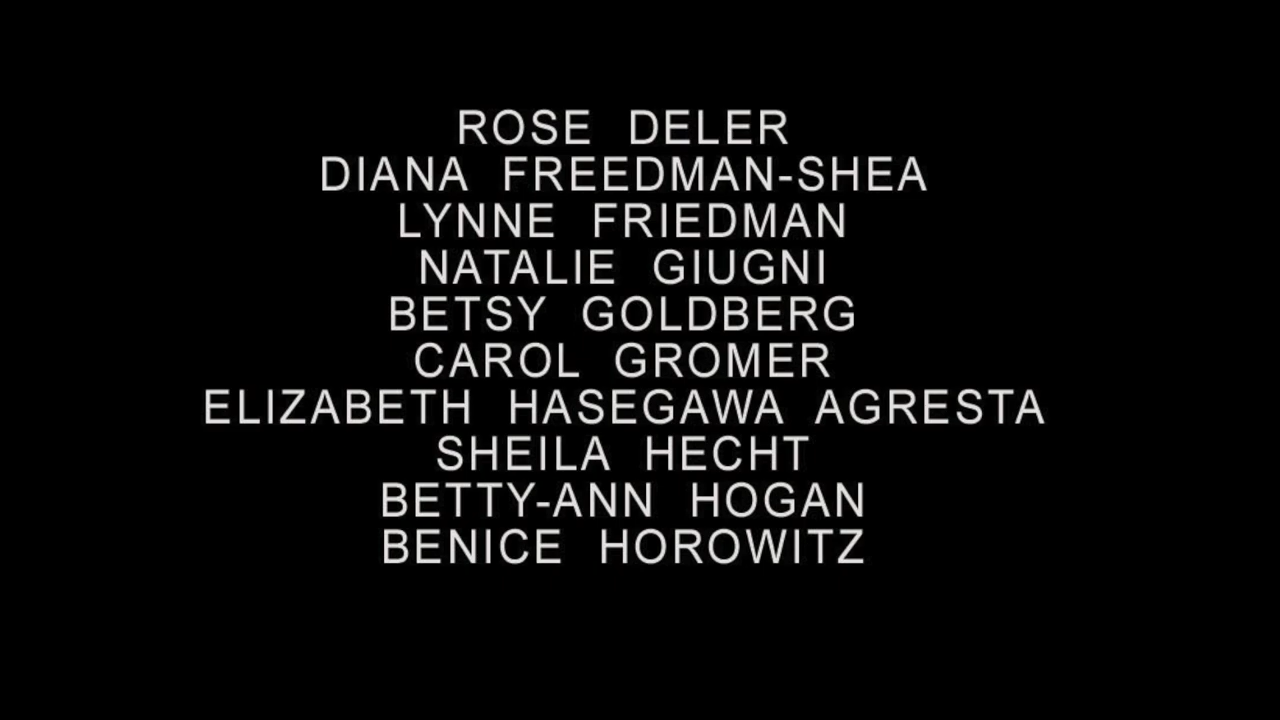 ROSE DELER
DIANA FREEDMAN-SHEA
LYNNE FRIEDMAN
NATALIE GIUGNI
BETSY GOLDBERG
CAROL GROMER
ELIZABETH HASEGAWA AGRESTA
SHEILA HECHT
BETTY-ANN HOGAN
BENICE HOROWITZ